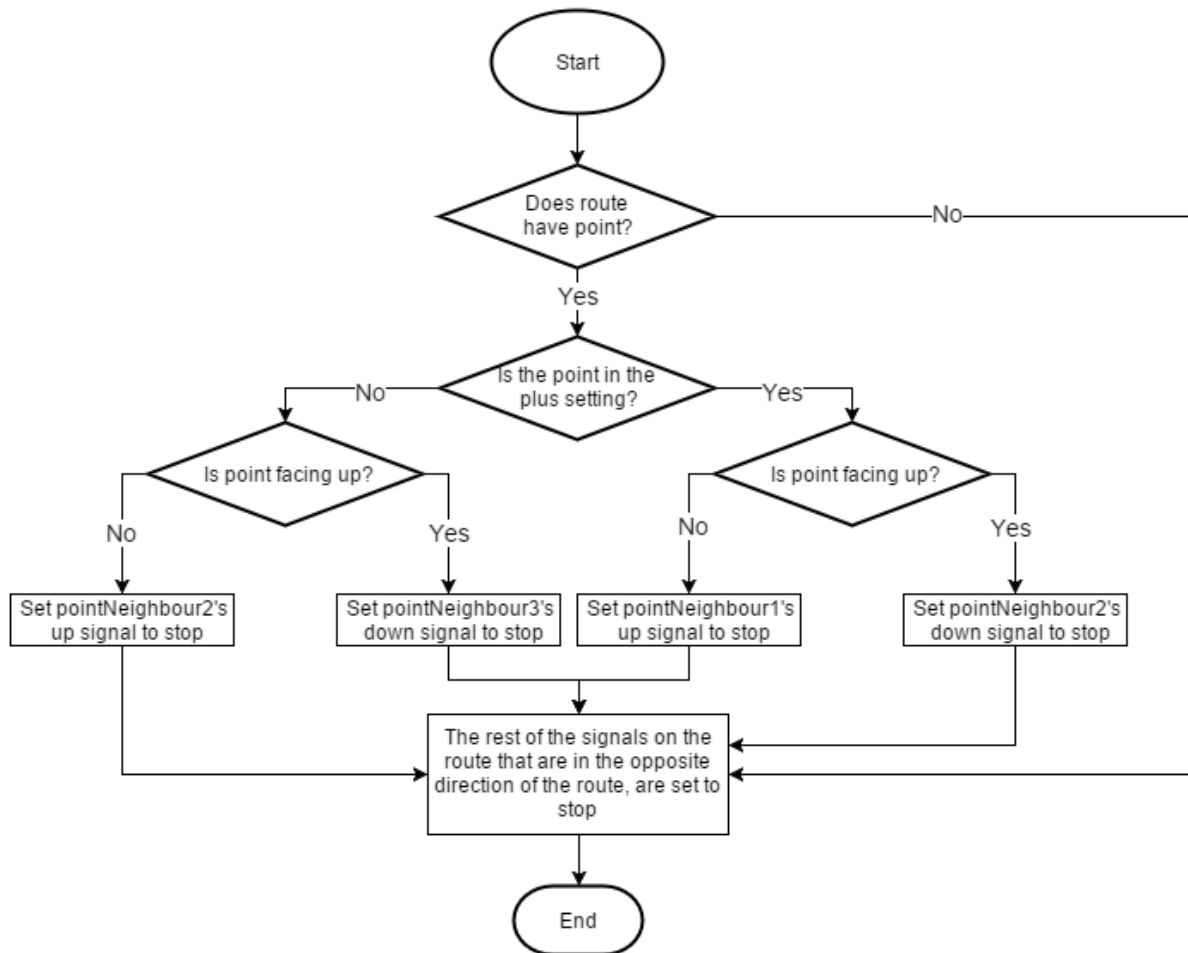 Start
Does route
have point?
No
Yes
Is the point in the
plus setting?
No
Yes
Is point facing up?
Is point facing up?
No
Yes
No
Yes
Set pointNeighbour2's
up signal to stop
Set pointNeighbour3's
down signal to stop
Set pointNeighbour1's
up signal to stop
Set pointNeighbour2's
down signal to stop
The rest of the signals on the
route that are in the opposite
direction of the route, are set to
stop
End